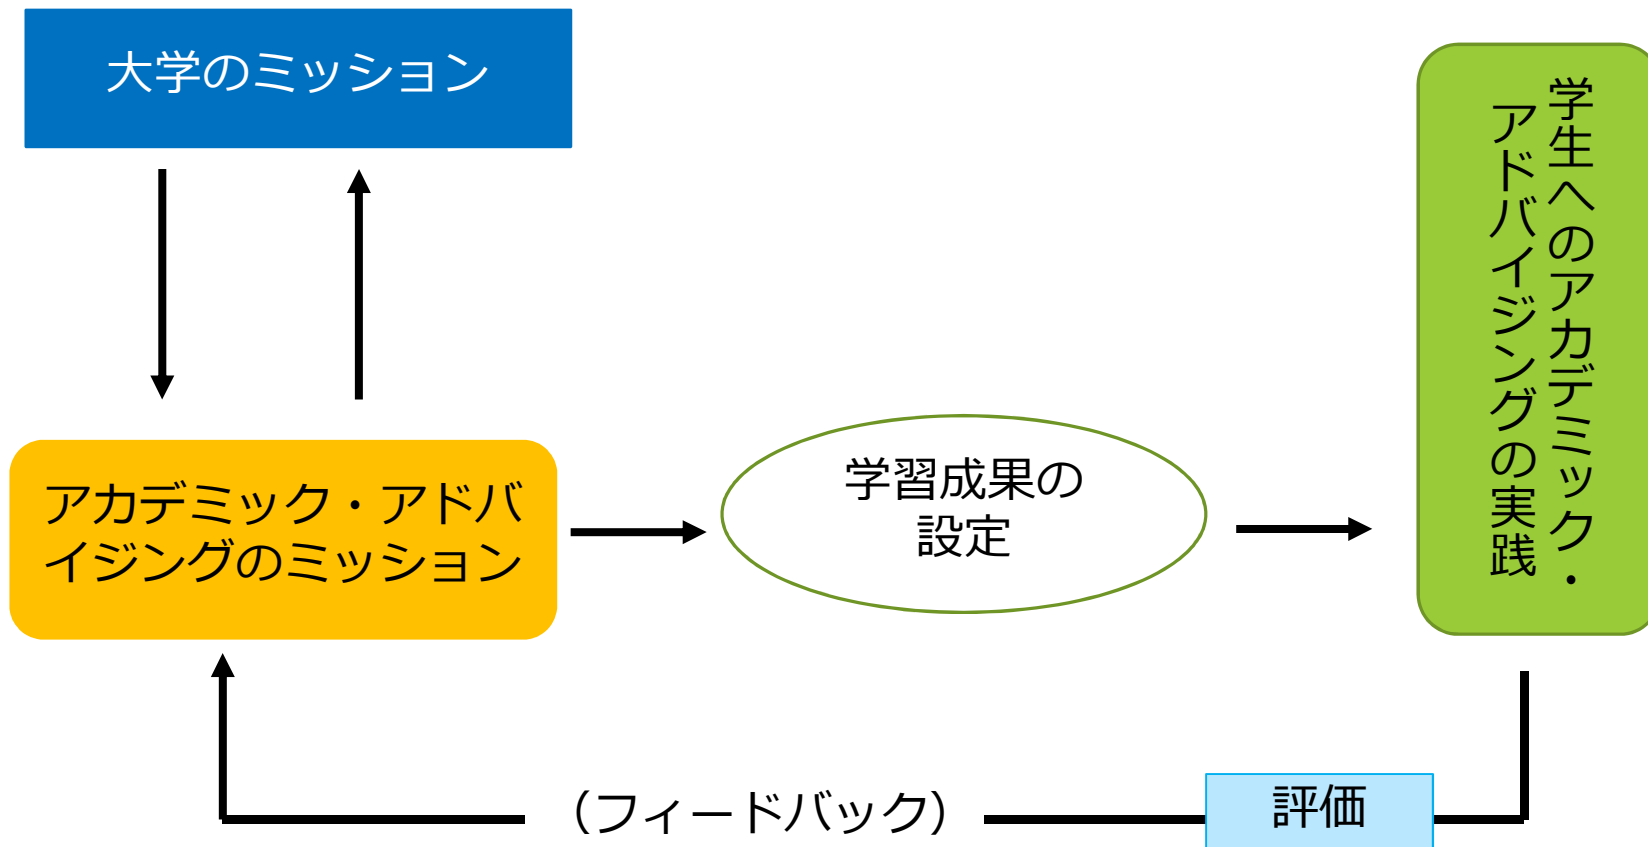 大学のミッション
アカデミック・アドバ
イジングのミッション
学習成果の
設定
学生へのアカデミック・
アドバイジングの実践
評価
（フィードバック）